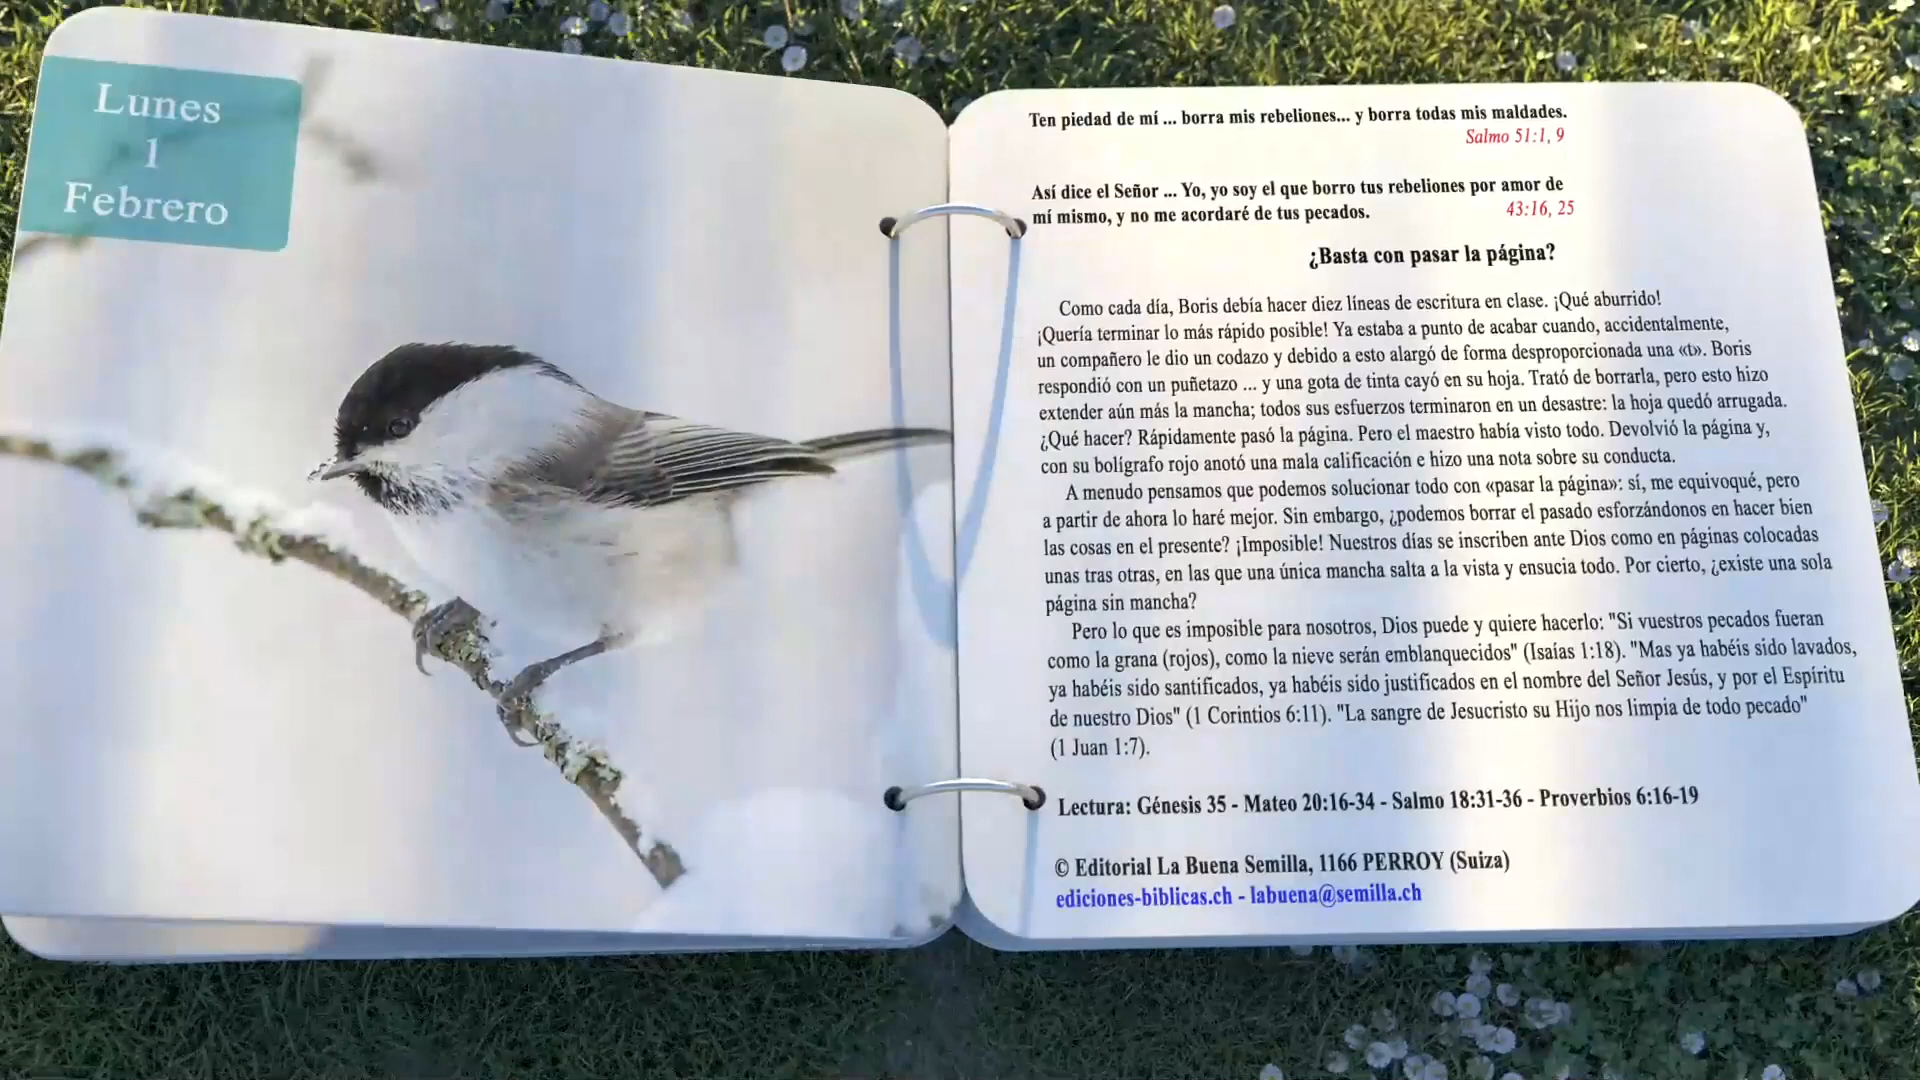 Lunes
1
Febrero
Ten piedad de mí ... borra mis rebeliones... y borra todas mis maldades.
Salmo 51:1, 9
Así dice el Señor ... Yo, yo soy el que borro tus rebeliones por amor de
mí mismo, y no me acordaré de tus pecados.
43:16, 25
¿Basta con pasar la página?
Como cada día, Boris debía hacer diez líneas de escritura en clase. ¡Qué aburrido!
¡Quería terminar lo más rápido posible! Ya estaba a punto de acabar cuando, accidentalmente,
un compañero le dio un codazo y debido a esto alargó de forma desproporcionada una «t». Boris
respondió con un puñetazo ... y una gota de tinta cayó en su hoja. Trató de borrarla, pero esto hizo
extender aún más la mancha; todos sus esfuerzos terminaron en un desastre: la hoja quedó arrugada.
¿Qué hacer? Rápidamente pasó la página. Pero el maestro había visto todo. Devolvió la página y,
con su bolígrafo rojo anotó una mala calificación e hizo una nota sobre su conducta.
A menudo pensamos que podemos solucionar todo con «pasar la página»: sí, me equivoqué, pero
a partir de ahora lo haré mejor. Sin embargo, ¿podemos borrar el pasado esforzándonos en hacer bien
las cosas en el presente? ¡Imposible! Nuestros días se inscriben ante Dios como en páginas colocadas
unas tras otras, en las que una única mancha salta a la vista y ensucia todo. Por cierto, ¿existe una sola
página sin mancha?
Pero lo que es imposible para nosotros, Dios puede y quiere hacerlo: "Si vuestros pecados fueran
como la grana (rojos), como la nieve serán emblanquecidos" (Isaías 1:18). "Mas ya habéis sido lavados,
ya habéis sido santificados, ya habéis sido justificados en el nombre del Señor Jesús, y por el Espíritu
de nuestro Dios" (1 Corintios 6:11). "La sangre de Jesucristo su Hijo nos limpia de todo pecado"
(1 Juan 1:7).
Lectura: Génesis 35 - Mateo 20:16-34 - Salmo 18:31-36 - Proverbios 6:16-19
© Editorial La Buena Semilla, 1166 PERROY (Suiza)
ediciones-biblicas.ch - labuena@semilla.ch